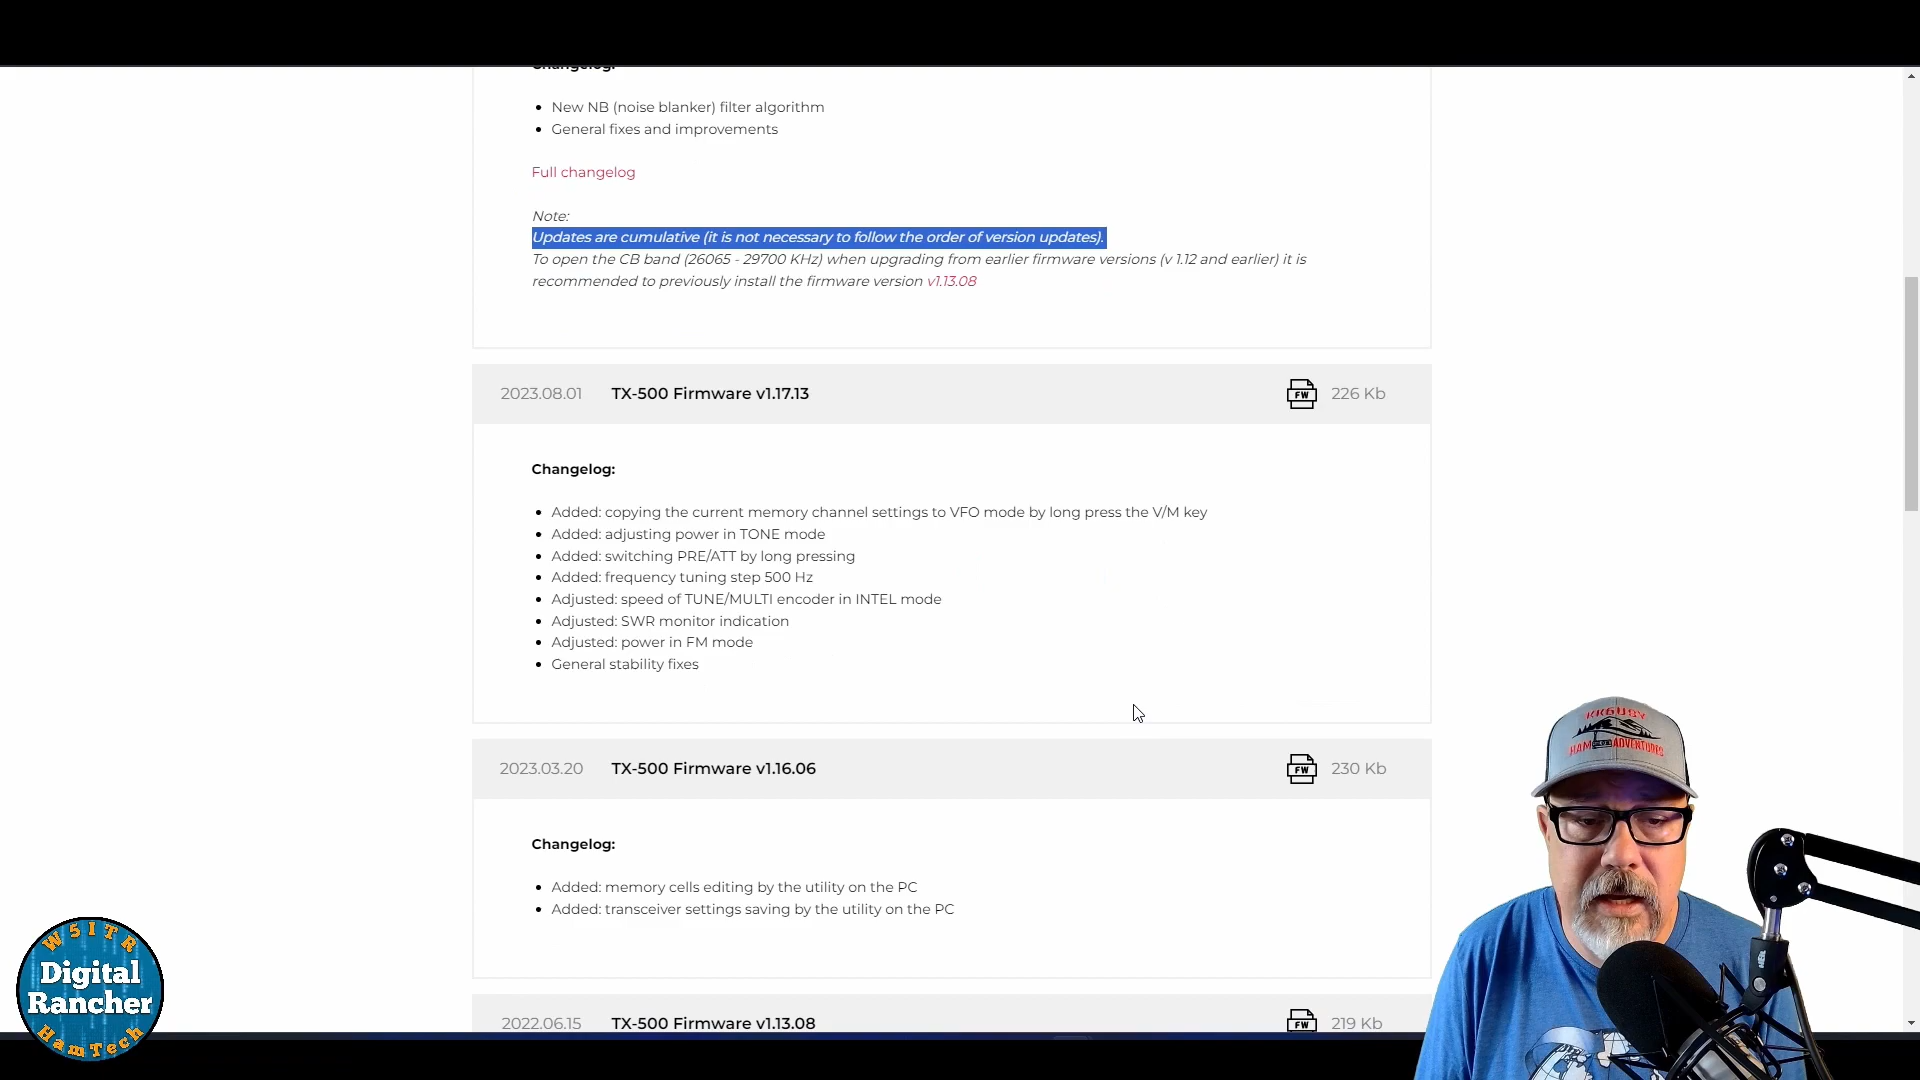 Changelog:
New NB (noise blanker) filter algorithm
General fixes and improvements
Full changelog
Note:
Updates are cumulative (it is not necessary to follow the order of version updates).
To open the CB band (26065 - 29700 KHz) when upgrading from earlier firmware versions (v 1.12 and earlier) it is
recommended to previously install the firmware version v1.13.08
2023.08.01 TX-500 Firmware v1.17.13 FW 226 Kb
Changelog:
Added: copying the current memory channel settings to VFO mode by long press the V/M key
Added: adjusting power in TONE mode
Added: switching PRE/ATT by long pressing
Added: frequency tuning step 500 Hz
Adjusted: speed of TUNE/MULTI encoder in INTEL mode
Adjusted: SWR monitor indication
Adjusted: power in FM mode
General stability fixes
2023.03.20 TX-500 Firmware v1.16.06 FW 230 Kb
Changelog:
Added: memory cells editing by the utility on the PC
Added: transceiver settings saving by the utility on the PC
2022.06.15 TX-500 Firmware v1.13.08 FW 219 Kb
W5ITR
Digital
Rancher
HamTech
HAM
ADVENTURES